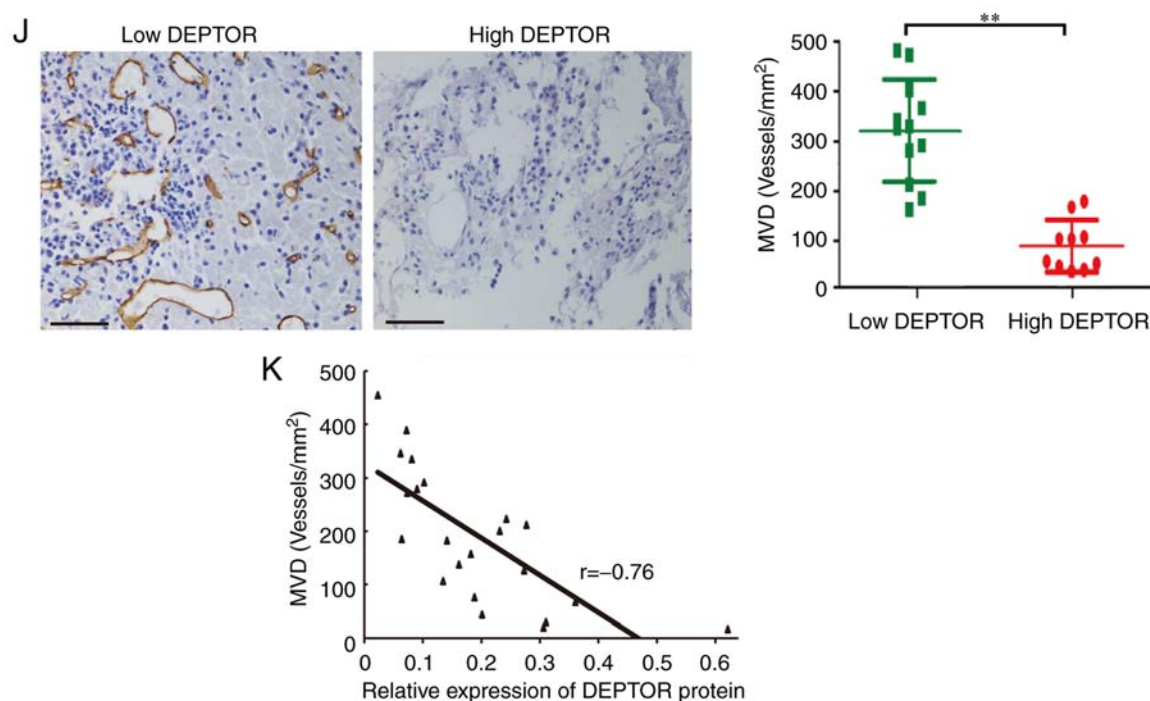 J
Low DEPTOR
High DEPTOR
**
MVD (Vessels/mm²)
500
400
300
200
100
0
Low DEPTOR
High DEPTOR
K
MVD (Vessels/mm²)
500
400
300
200
100
0
r=−0.76
0
0.1
0.2
0.3
0.4
0.5
0.6
Relative expression of DEPTOR protein